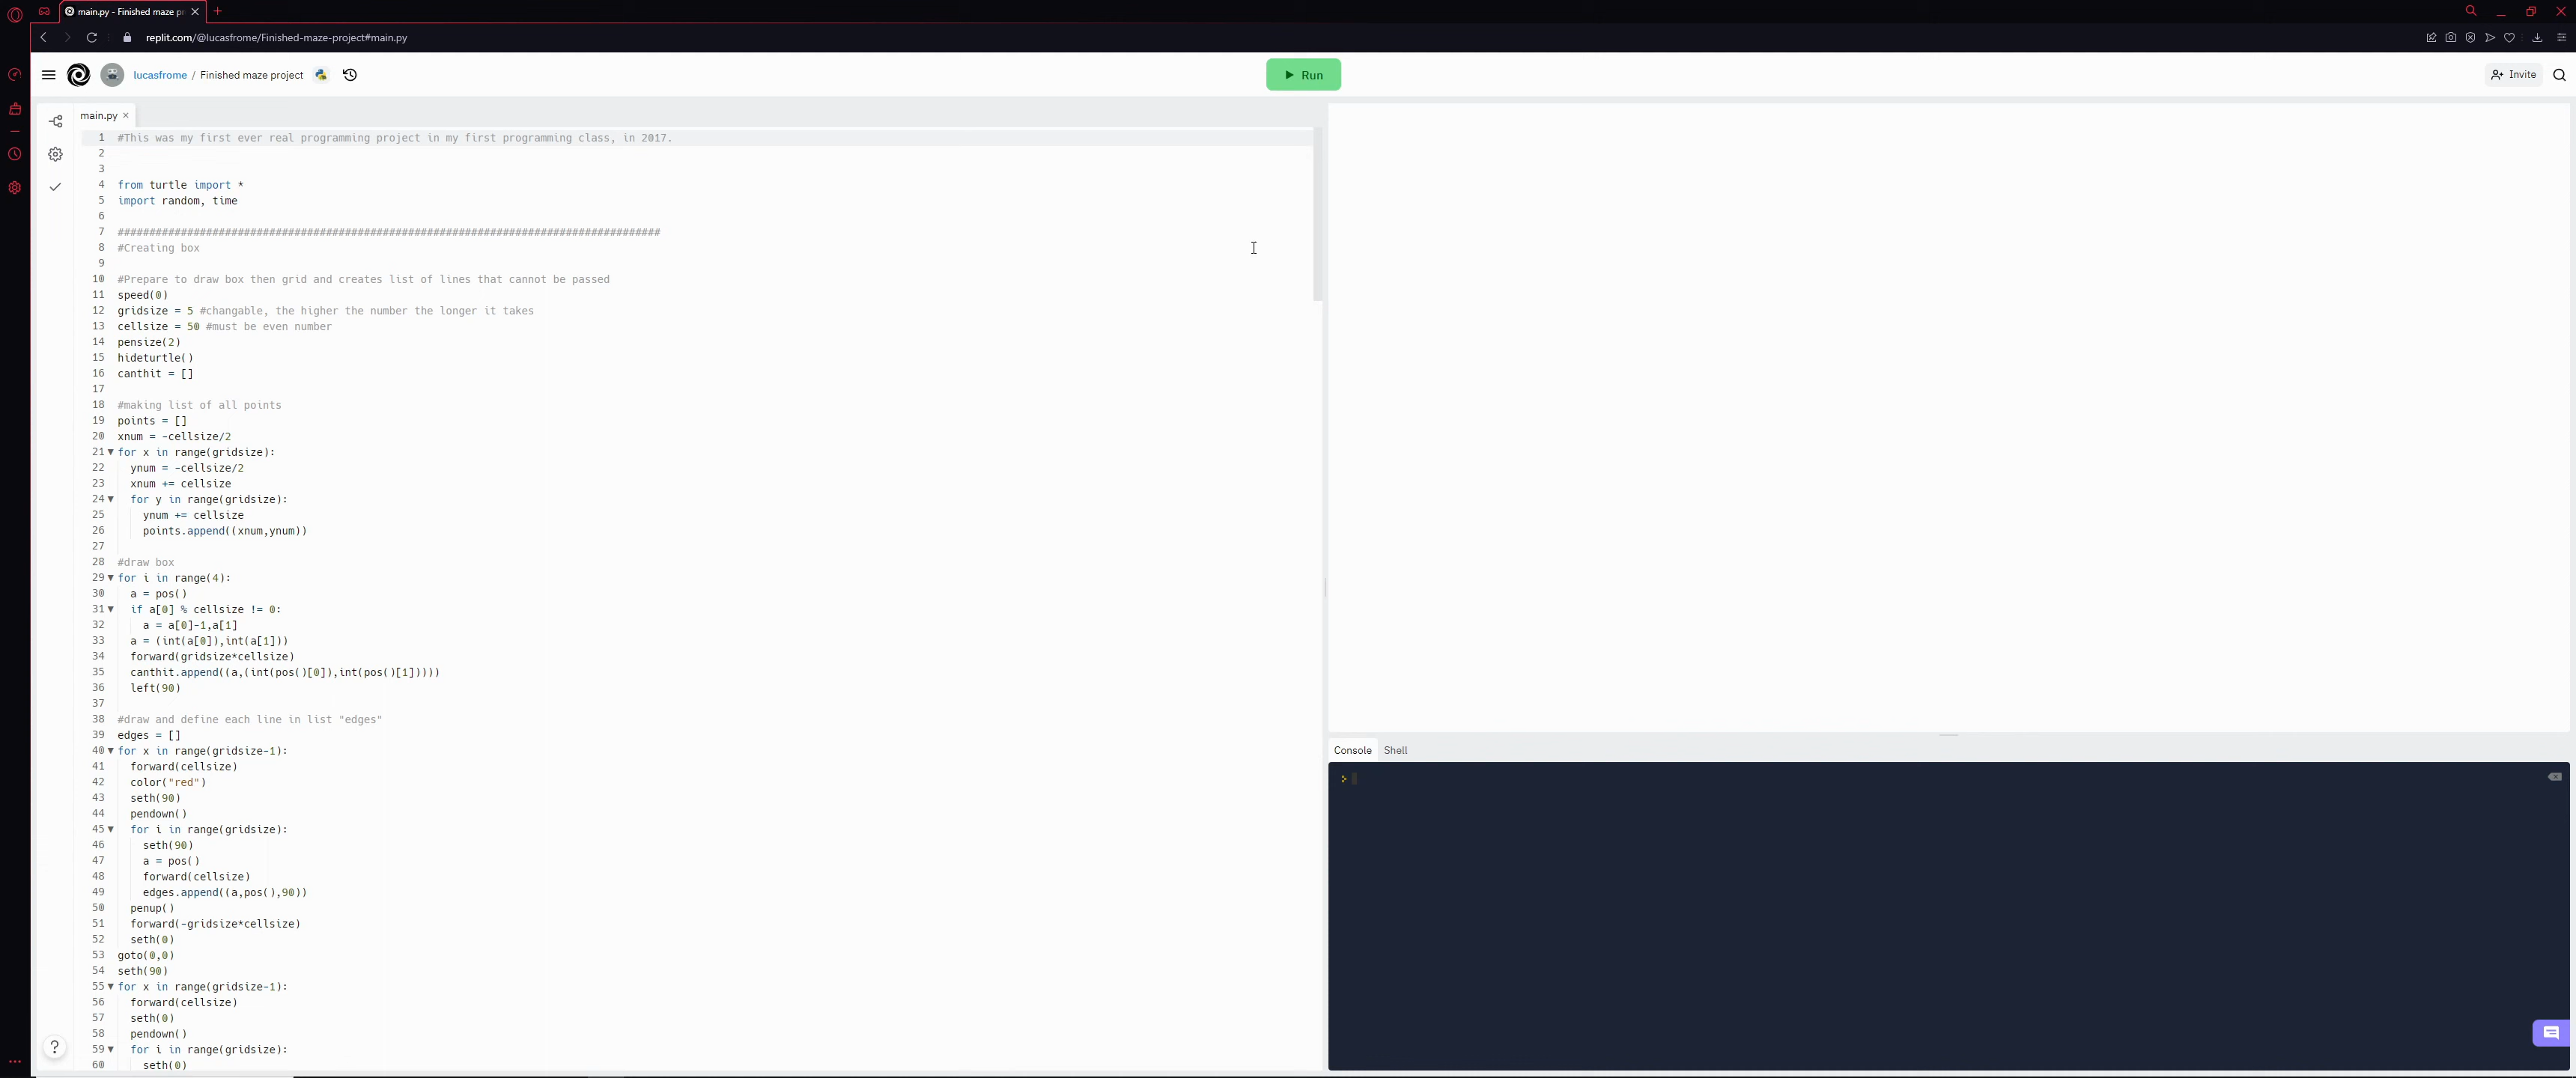 main.py - Finished maze p
replit.com/@lucasfrome/Finished-maze-project#main.py
lucasfrome / Finished maze project
Run
Invite
main.py
1 #This was my first ever real programming project in my first programming class, in 2017.
2
3
4 from turtle import *
5 import random, time
6
7 ######################################################################################
8 #Creating box
9
10 #Prepare to draw box then grid and creates list of lines that cannot be passed
11 speed(0)
12 gridsize = 5 #changable, the higher the number the longer it takes
13 cellsize = 50 #must be even number
14 pensize(2)
15 hideturtle()
16 canthit = []
17
18 #making list of all points
19 points = []
20 xnum = -cellsize/2
21 for x in range(gridsize):
22 ynum = -cellsize/2
23 xnum += cellsize
24 for y in range(gridsize):
25 ynum += cellsize
26 points.append((xnum,ynum))
27
28 #draw box
29 for i in range(4):
30 a = pos()
31 if a[0] % cellsize != 0:
32 a = a[0]-1,a[1]
33 a = (int(a[0]),int(a[1]))
34 forward(gridsize*cellsize)
35 canthit.append((a,(int(pos()[0]),int(pos()[1]))))
36 left(90)
37
38 #draw and define each line in list "edges"
39 edges = []
40 for x in range(gridsize-1):
41 forward(cellsize)
42 color("red")
43 seth(90)
44 pendown()
45 for i in range(gridsize):
46 seth(90)
47 a = pos()
48 forward(cellsize)
49 edges.append((a,pos(),90))
50 penup()
51 forward(-gridsize*cellsize)
52 seth(0)
53 goto(0,0)
54 seth(90)
55 for x in range(gridsize-1):
56 forward(cellsize)
57 seth(0)
58 pendown()
59 for i in range(gridsize):
60 seth(0)
Console Shell
>
?